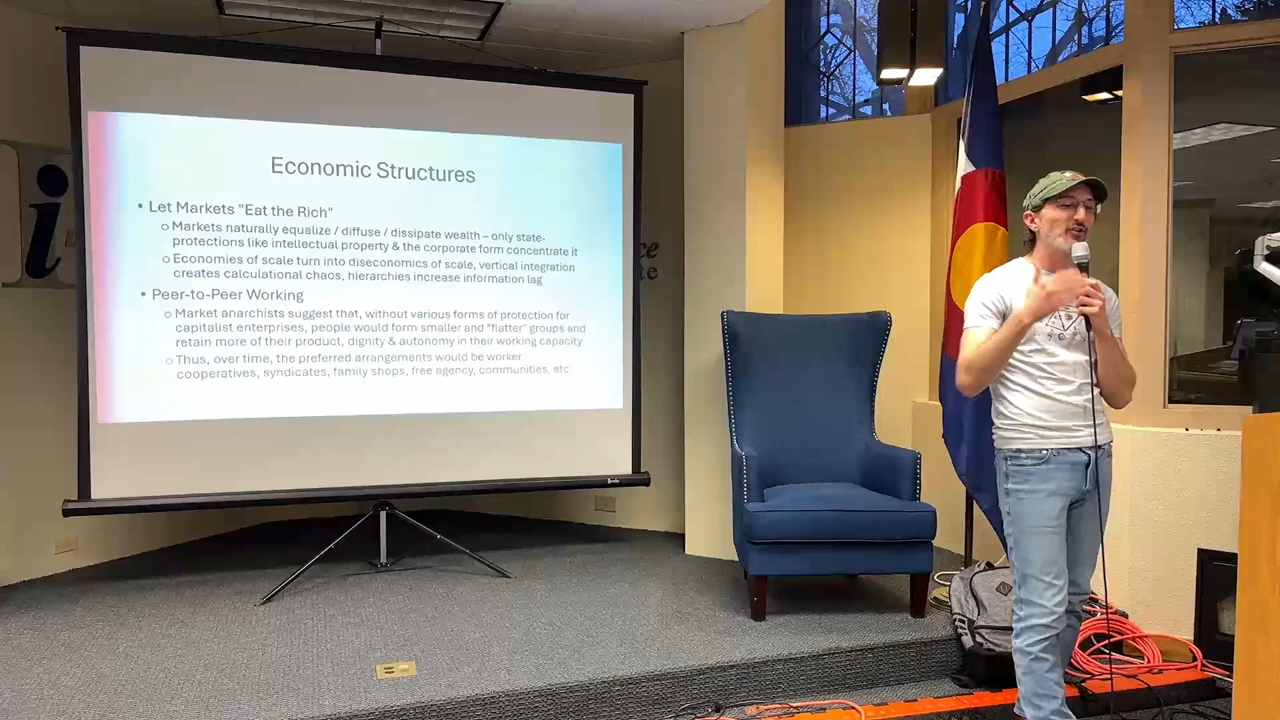 Economic Structures
• Let Markets "Eat the Rich"
o Markets naturally equalize / diffuse / dissipate wealth – only state-
protections like intellectual property & the corporate form concentrate it
o Economies of scale turn into diseconomies of scale, vertical integration
creates calculational chaos, hierarchies increase information lag
• Peer-to-Peer Working
o Market anarchists suggest that, without various forms of protection for
capitalist enterprises, people would form smaller and "flatter" groups and
retain more of their product, dignity & autonomy in their working capacity
o Thus, over time, the preferred arrangements would be worker
cooperatives, syndicates, family shops, free agency, communities, etc
i
ce
te